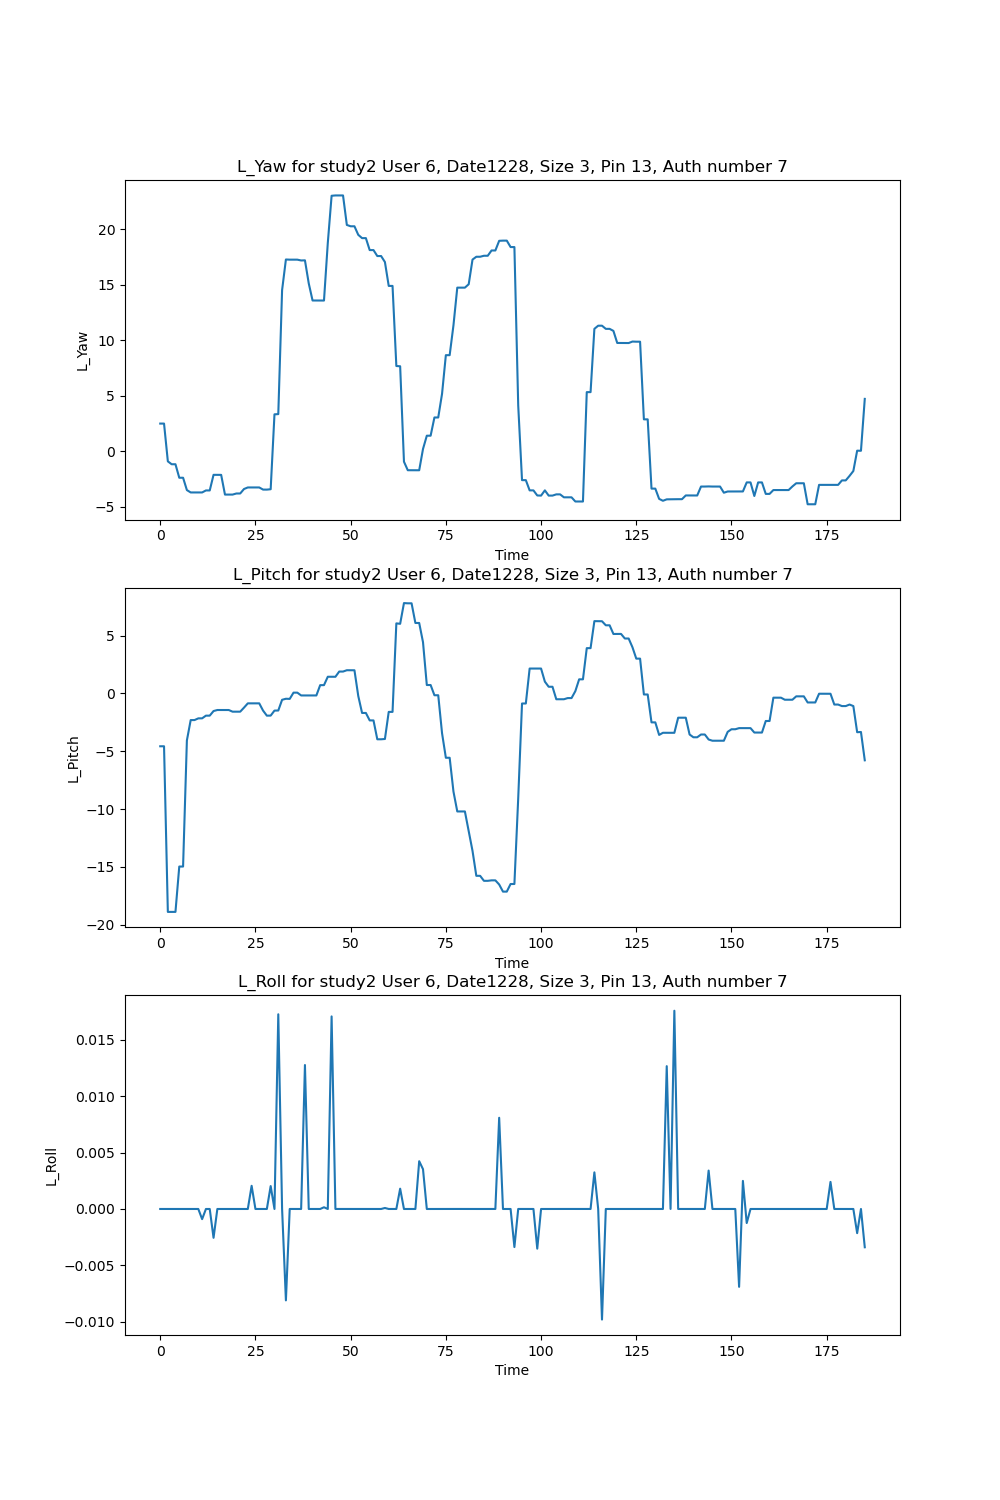 L_Yaw for study2 User 6, Date1228, Size 3, Pin 13, Auth number 7
20
15
10
5
0
−5
L_Yaw
0 25 50 75 100 125 150 175
Time
L_Pitch for study2 User 6, Date1228, Size 3, Pin 13, Auth number 7
5
0
−5
−10
−15
−20
L_Pitch
0 25 50 75 100 125 150 175
Time
L_Roll for study2 User 6, Date1228, Size 3, Pin 13, Auth number 7
0.015
0.010
0.005
0.000
−0.005
−0.010
L_Roll
0 25 50 75 100 125 150 175
Time